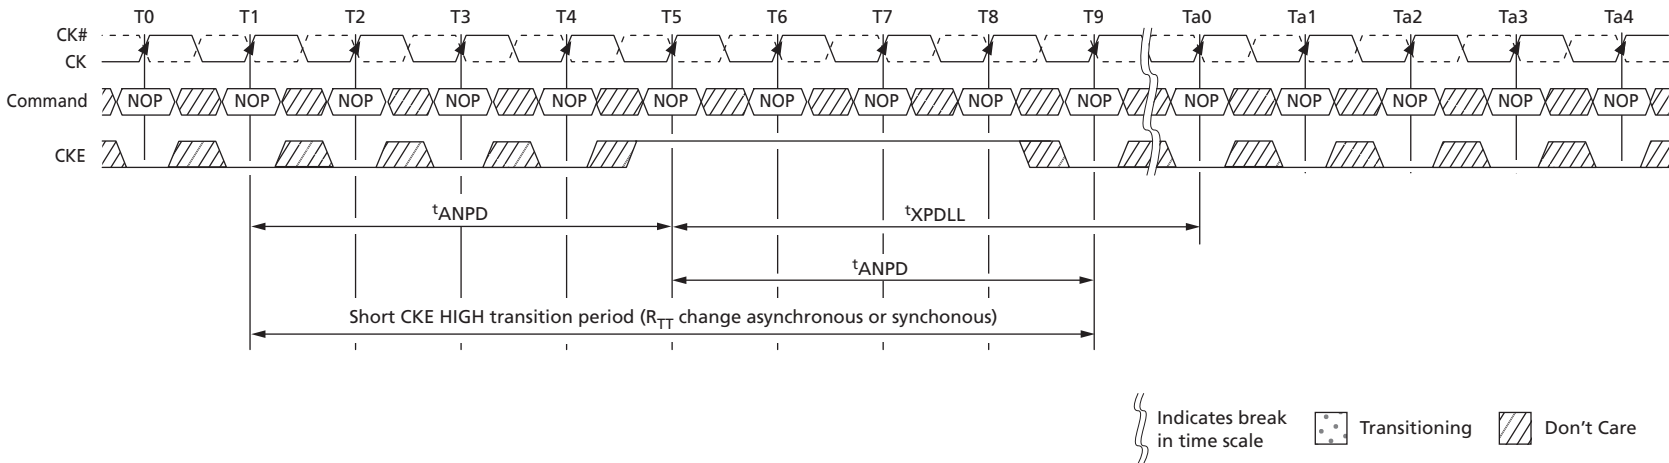 T0 T1 T2 T3 T4 T5 T6 T7 T8 T9 Ta0 Ta1 Ta2 Ta3 Ta4
CK#
CK
Command NOP NOP NOP NOP NOP NOP NOP NOP NOP NOP NOP NOP NOP NOP NOP
CKE
tANPD
tXPDLL
tANPD
Short CKE HIGH transition period (RTT change asynchronous or synchonous)
Indicates break
in time scale
Transitioning
Don't Care